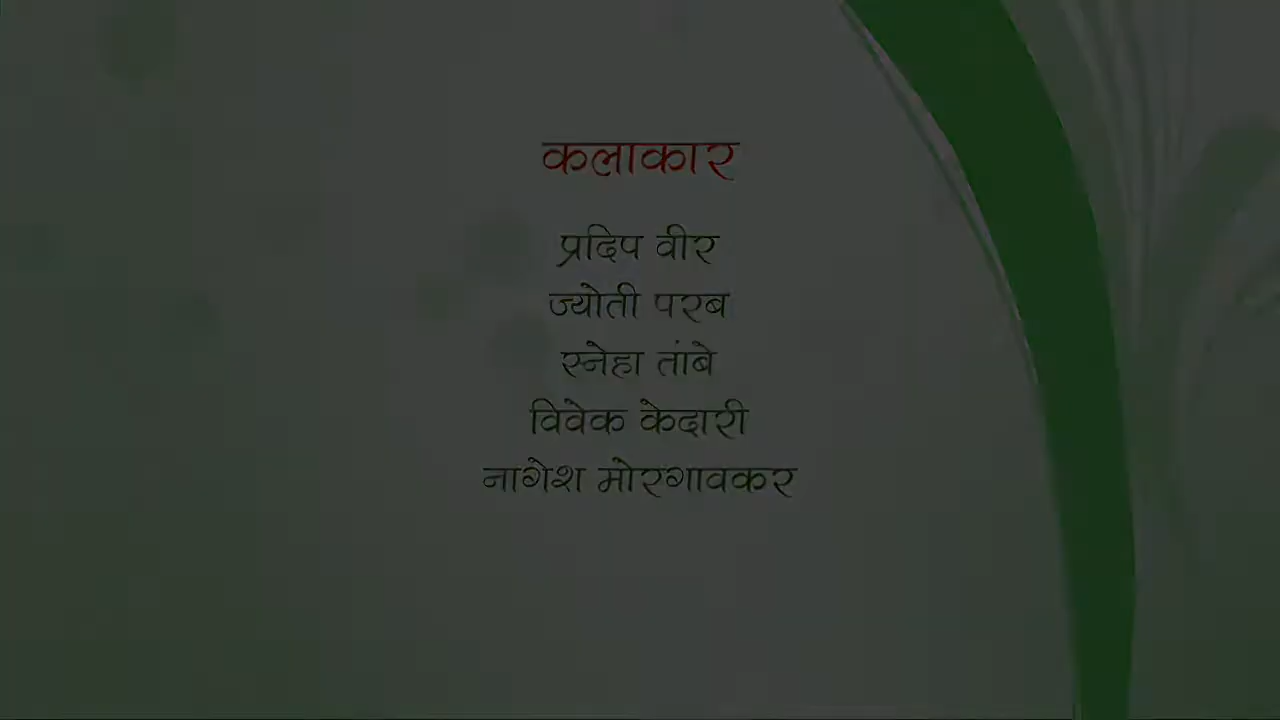 कलाकार
प्रदिप वीर
ज्योती परब
स्नेहा तांबे
विवेक केदारी
नागेश मोरगावकर